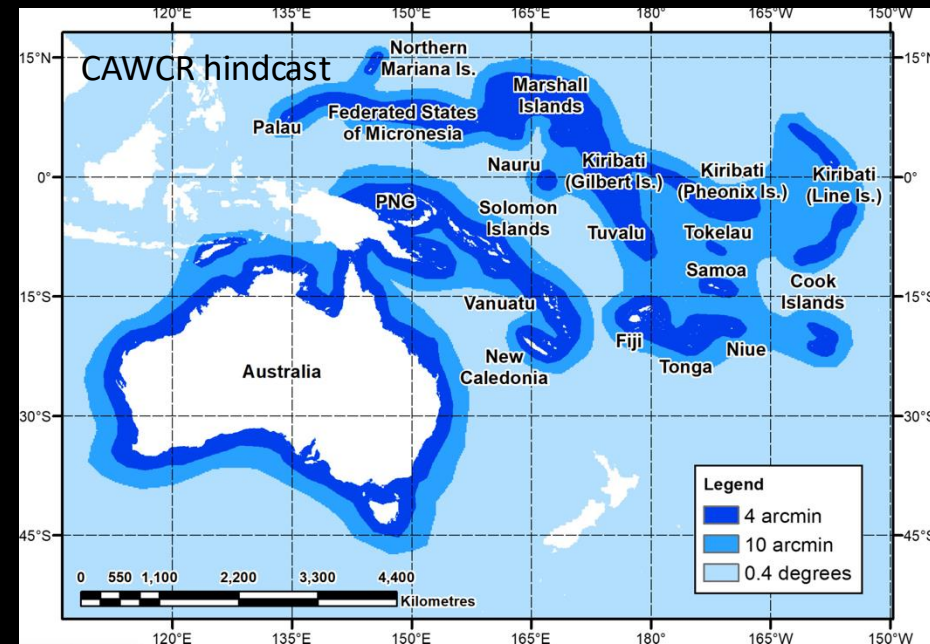 120°E 135°E 150°E 165°E 180° 165°W 150°W
CAWCR hindcast
Northern
Mariana Is.
15°N
15°N
Marshall
Islands
Federated States
of Micronesia
Palau
Nauru
Kiribati
(Gilbert Is.)
Kiribati
(Pheonix Is.)
Kiribati
(Line Is.)
0°
0°
PNG
Solomon
Islands
Tuvalu
Tokelau
Samoa
Cook
Islands
15°S
15°S
Vanuatu
Fiji
Niue
Tonga
New
Caledonia
Australia
30°S
30°S
Legend
4 arcmin
10 arcmin
0.4 degrees
45°S
45°S
0 550 1,100 2,200 3,300 4,400
Kilometres
120°E 135°E 150°E 165°E 180° 165°W 150°W